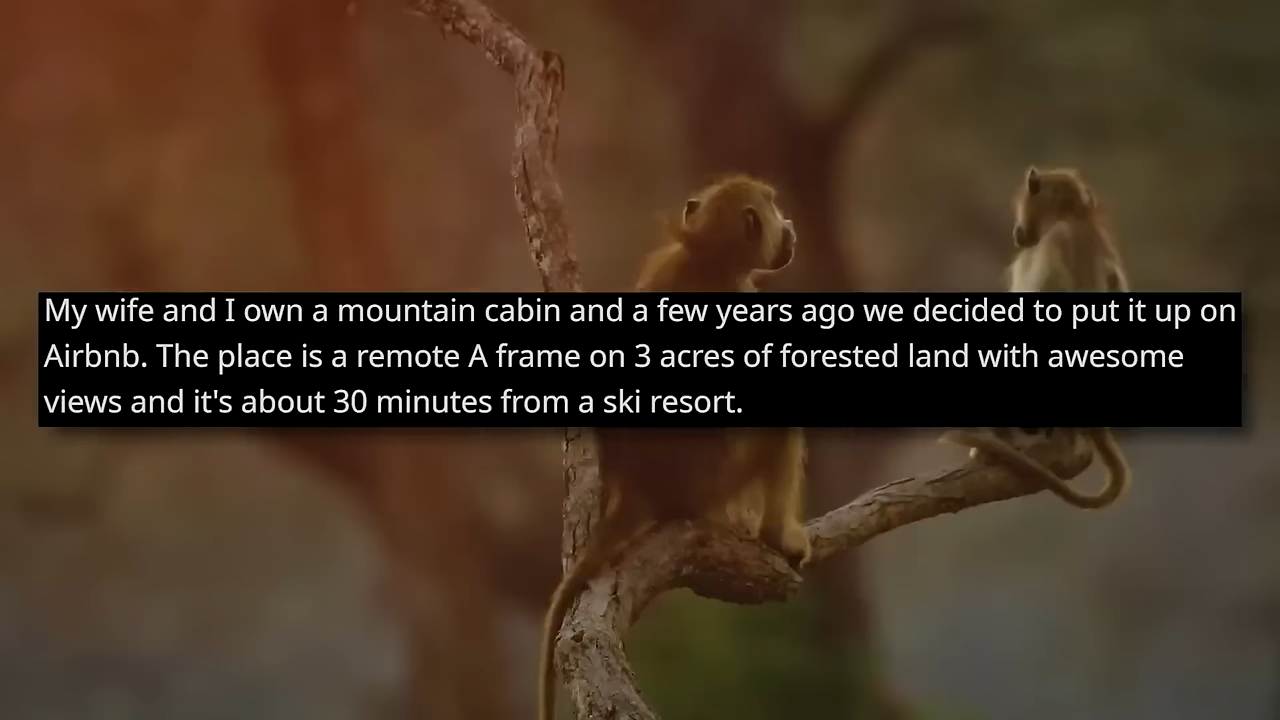 My wife and I own a mountain cabin and a few years ago we decided to put it up on
Airbnb. The place is a remote A frame on 3 acres of forested land with awesome
views and it's about 30 minutes from a ski resort.